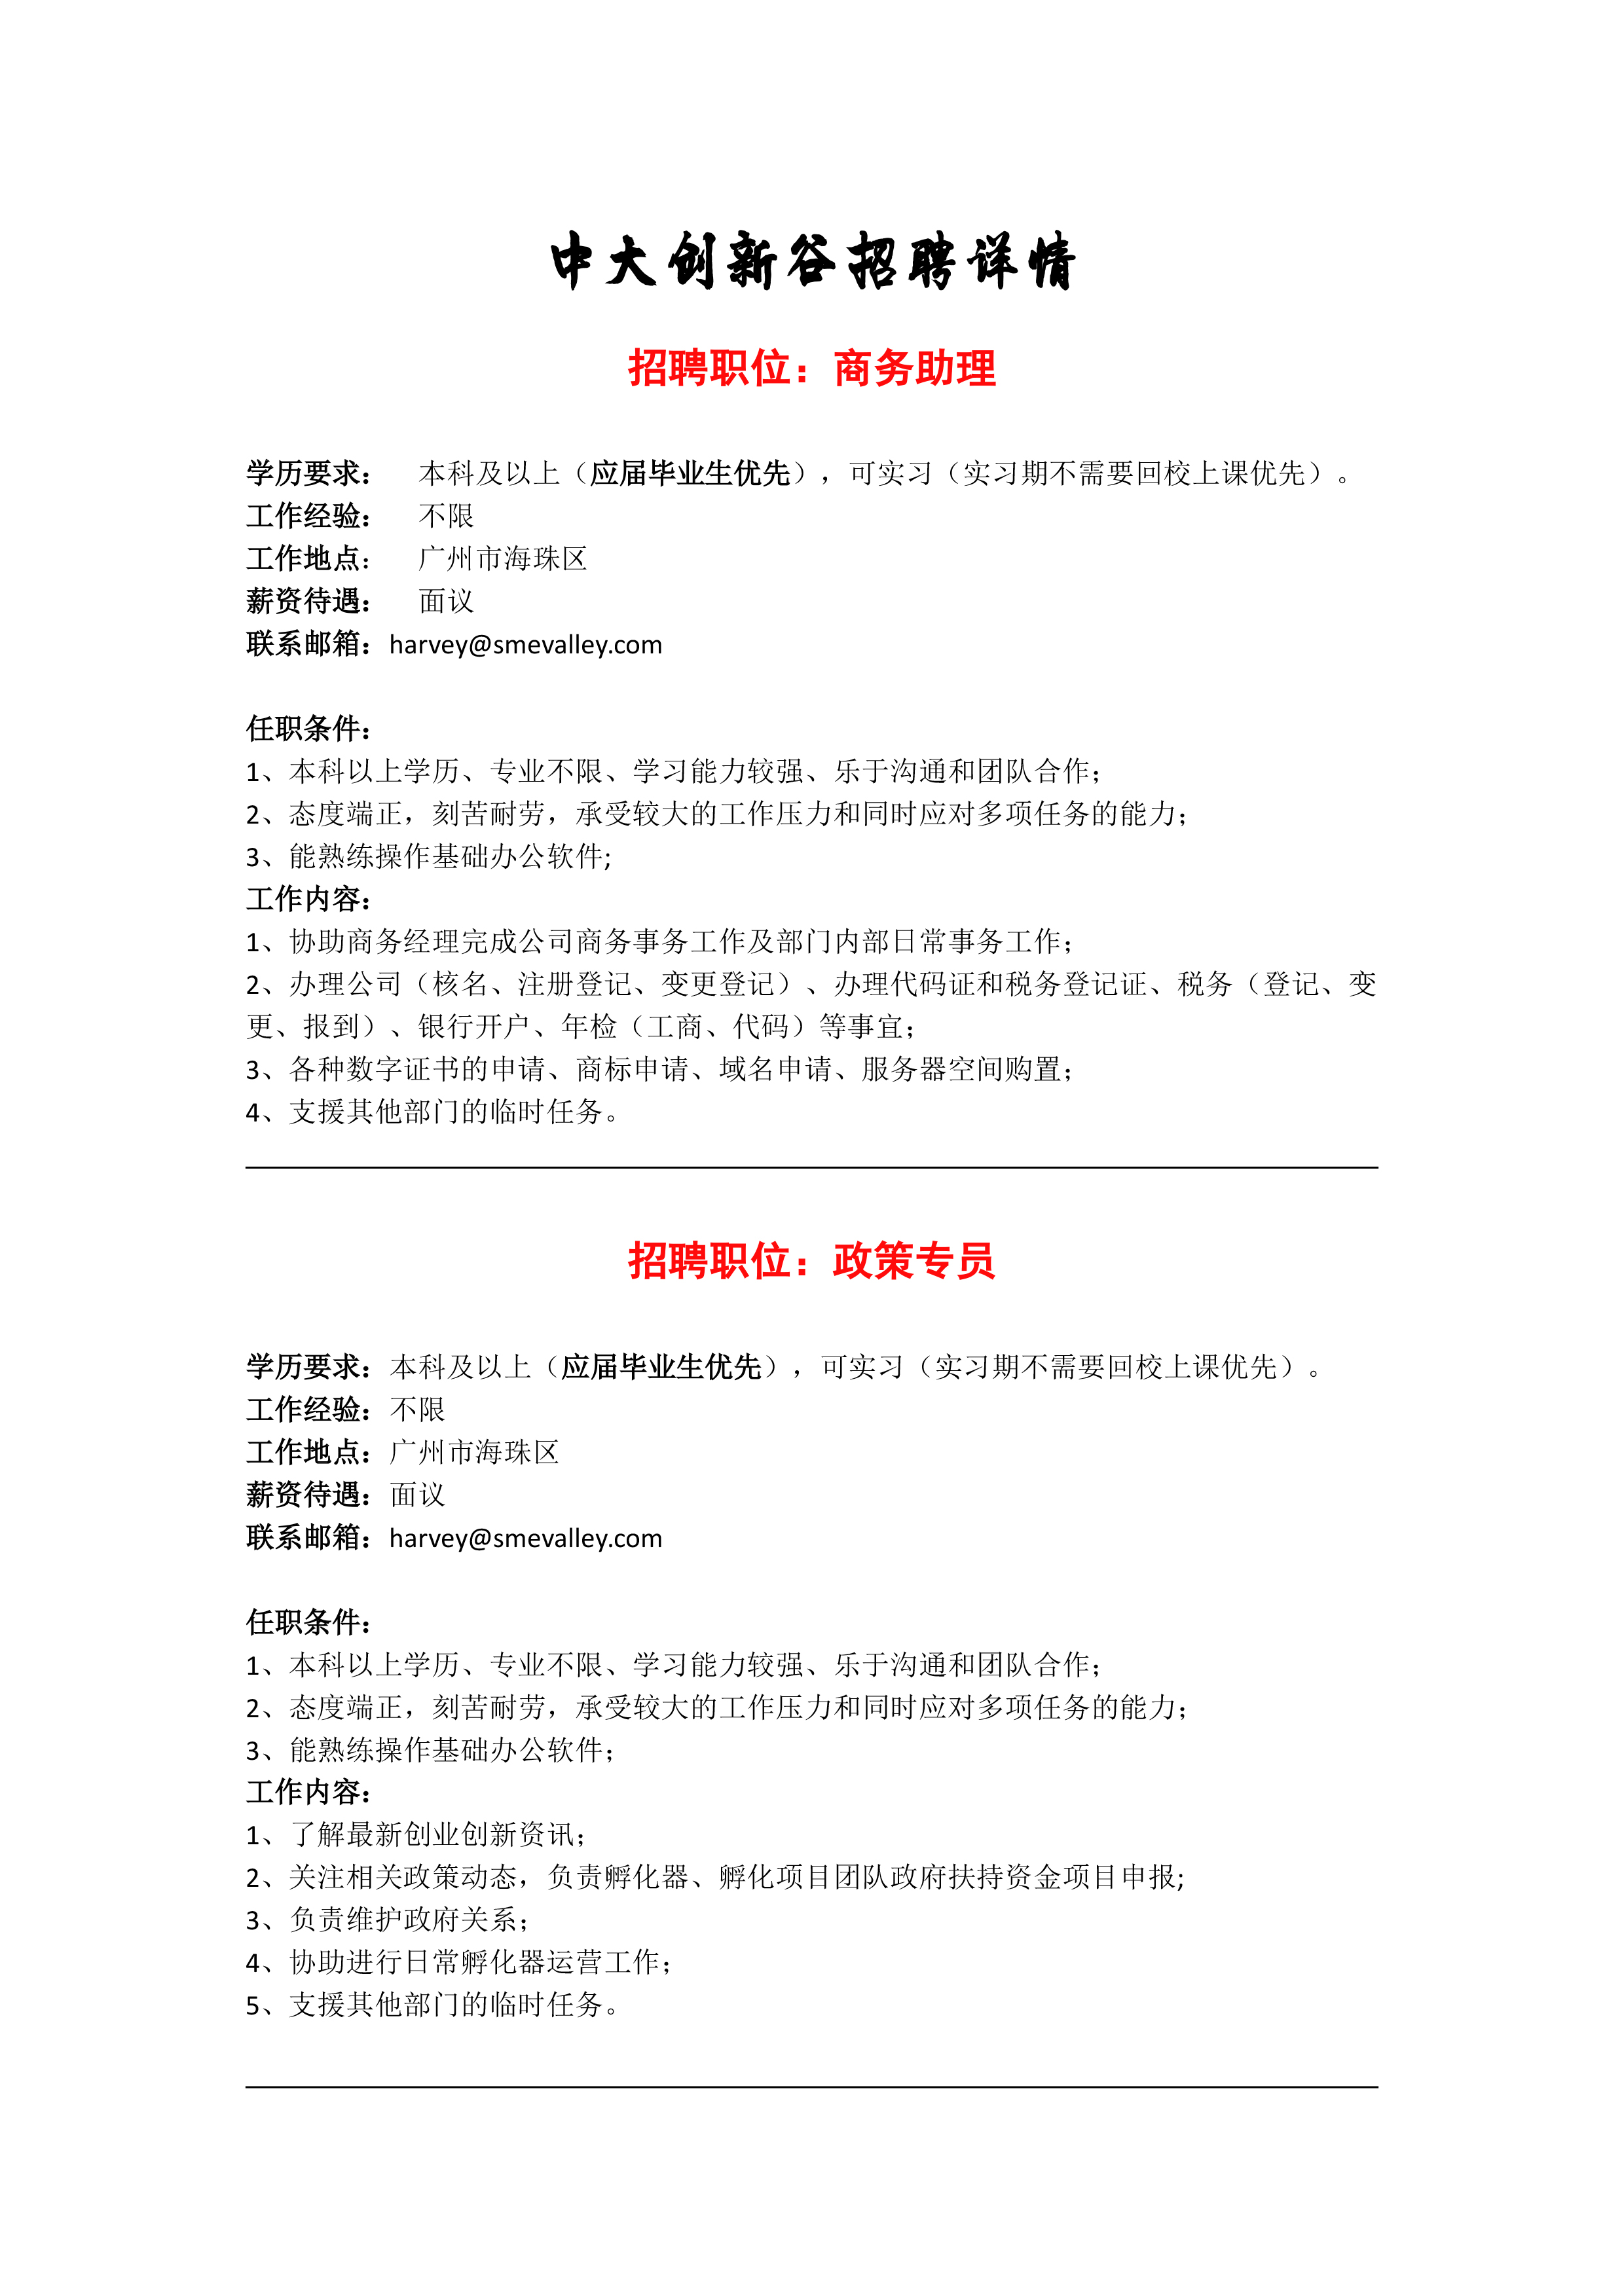 中大创新谷招聘详情
招聘职位：商务助理
学历要求： 本科及以上（应届毕业生优先），可实习（实习期不需要回校上课优先）。
工作经验： 不限
工作地点： 广州市海珠区
薪资待遇： 面议
联系邮箱：harvey@smevalley.com
任职条件：
1、本科以上学历、专业不限、学习能力较强、乐于沟通和团队合作；
2、态度端正，刻苦耐劳，承受较大的工作压力和同时应对多项任务的能力；
3、能熟练操作基础办公软件;
工作内容：
1、协助商务经理完成公司商务事务工作及部门内部日常事务工作；
2、办理公司（核名、注册登记、变更登记）、办理代码证和税务登记证、税务（登记、变
更、报到）、银行开户、年检（工商、代码）等事宜；
3、各种数字证书的申请、商标申请、域名申请、服务器空间购置；
4、支援其他部门的临时任务。
招聘职位：政策专员
学历要求：本科及以上（应届毕业生优先），可实习（实习期不需要回校上课优先）。
工作经验：不限
工作地点：广州市海珠区
薪资待遇：面议
联系邮箱：harvey@smevalley.com
任职条件：
1、本科以上学历、专业不限、学习能力较强、乐于沟通和团队合作；
2、态度端正，刻苦耐劳，承受较大的工作压力和同时应对多项任务的能力；
3、能熟练操作基础办公软件；
工作内容：
1、了解最新创业创新资讯；
2、关注相关政策动态，负责孵化器、孵化项目团队政府扶持资金项目申报;
3、负责维护政府关系；
4、协助进行日常孵化器运营工作；
5、支援其他部门的临时任务。